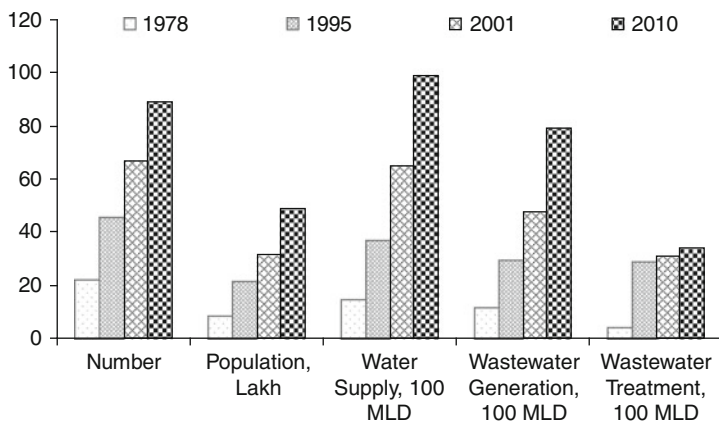 120
1978 1995 2001 2010
100
80
60
40
20
0
Number Population, Water Wastewater Wastewater
Lakh Supply, 100 Generation, Treatment,
MLD 100 MLD 100 MLD